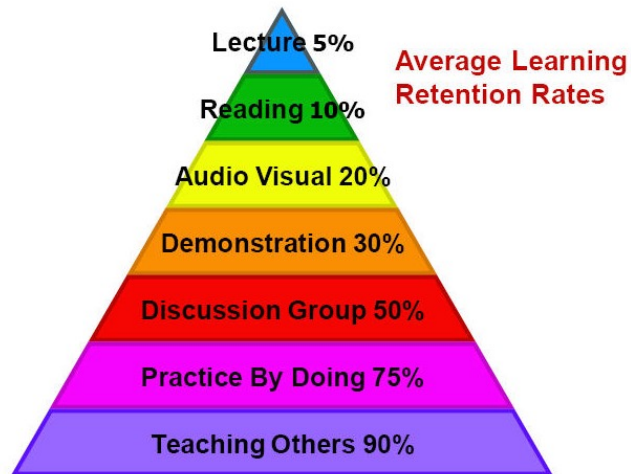 Lecture 5%
Average Learning
Retention Rates
Reading 10%
Audio Visual 20%
Demonstration 30%
Discussion Group 50%
Practice By Doing 75%
Teaching Others 90%